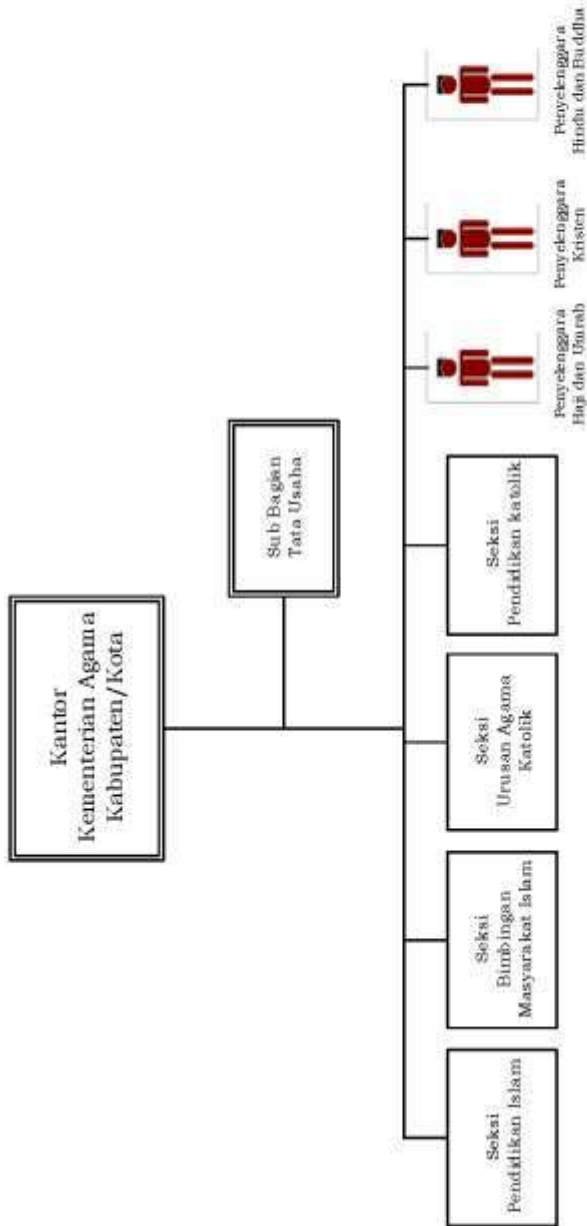 Kantor
Kementerian Agama
Kabupaten/Kota
Sub Bagian
Tata Usaha
Seksi
Pendidikan Islam
Seksi
Bimbingan
Masyarakat Islam
Seksi
Urusan Agama
Katolik
Seksi
Pendidikan katolik
Penyelenggara
Haji dan Umrah
Penyelenggara
Kristen
Penyelenggara
Hindu dan Buddha